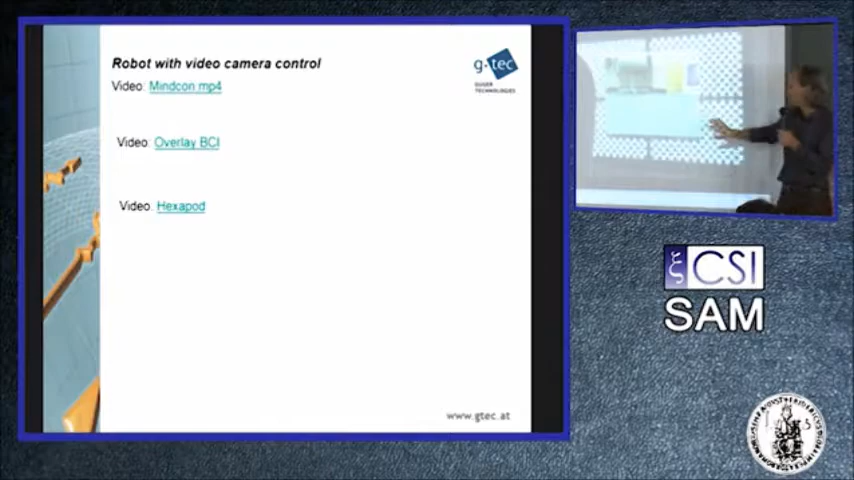 Robot with video camera control
g.tec
GUGER
TECHNOLOGIES
Video: Mindcon mp4
Video: Overlay BCI
Video: Hexapod
www.gtec.at
ξ CSI
SAM